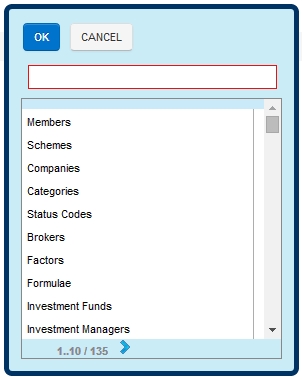 OK CANCEL
Members
Schemes
Companies
Categories
Status Codes
Brokers
Factors
Formulae
Investment Funds
Investment Managers
1..10 / 135